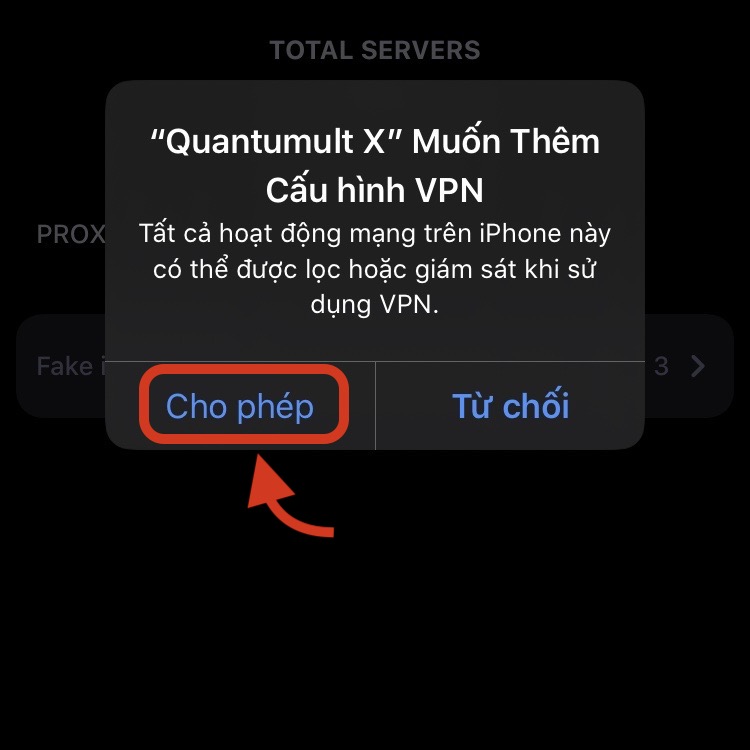 TOTAL SERVERS
“Quantumult X” Muốn Thêm
Cấu hình VPN
PROX
Tất cả hoạt động mạng trên iPhone này
có thể được lọc hoặc giám sát khi sử
dụng VPN.
Fake i
3
Cho phép
Từ chối